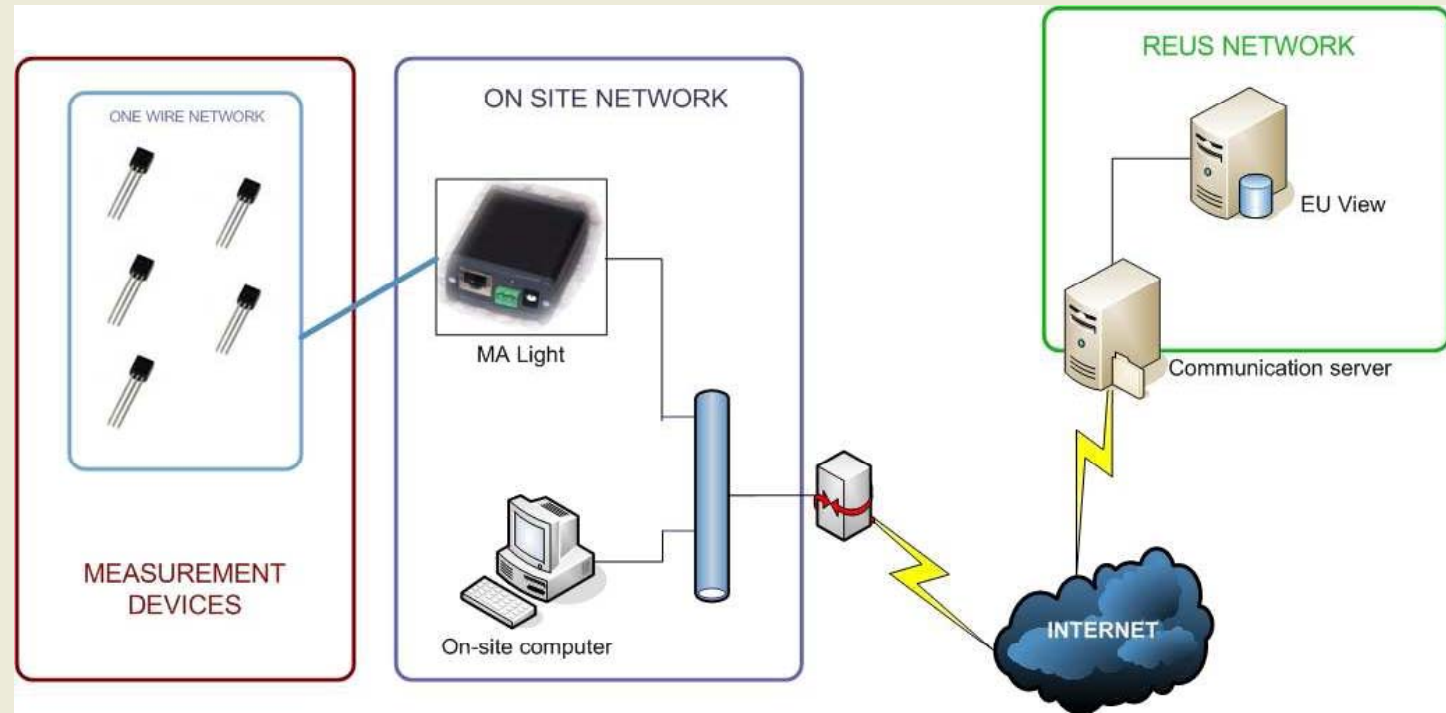 REUS NETWORK
ON SITE NETWORK
ONE WIRE NETWORK
EU View
MA Light
Communication server
MEASUREMENT
DEVICES
INTERNET
On-site computer